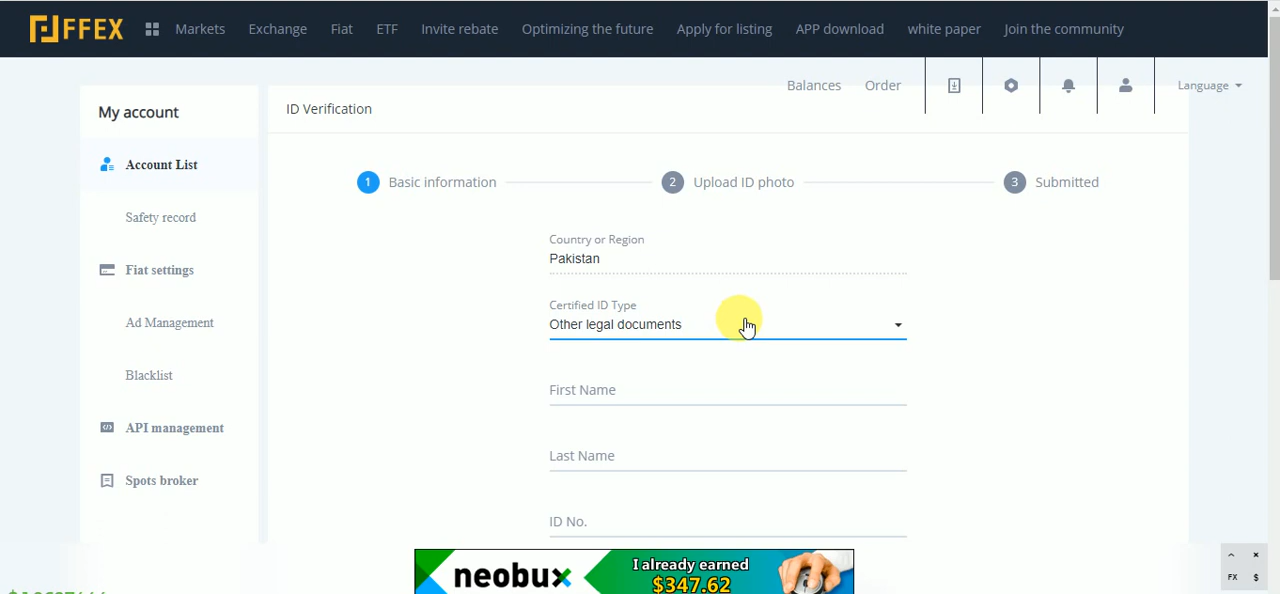 FFEX Markets Exchange Fiat ETF Invite rebate Optimizing the future Apply for listing APP download white paper Join the community
Balances Order Language
My account
ID Verification
Account List
1 Basic information 2 Upload ID photo 3 Submitted
Safety record
Country or Region
Pakistan
Fiat settings
Certified ID Type
Other legal documents
Ad Management
Blacklist
First Name
API management
Last Name
Spots broker
ID No.
neobux I already earned
$347.62
FX $